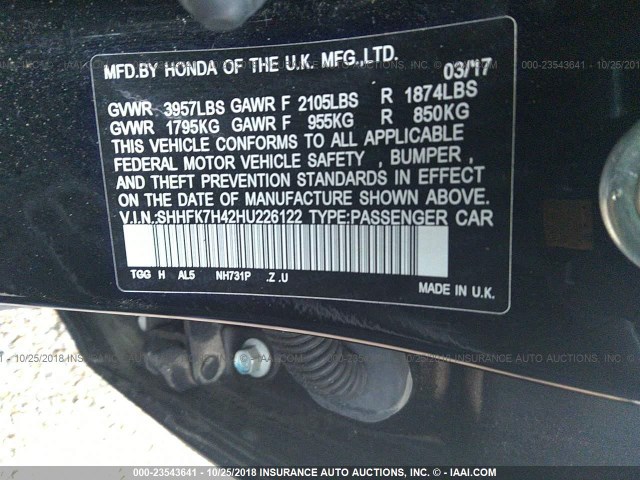 MFD.BY HONDA OF THE U.K. MFG.,LTD. 03/17
GVWR 3957LBS GAWR F 2105LBS R 1874LBS
GVWR 1795KG GAWR F 955KG R 850KG
THIS VEHICLE CONFORMS TO ALL APPLICABLE
FEDERAL MOTOR VEHICLE SAFETY , BUMPER ,
AND THEFT PREVENTION STANDARDS IN EFFECT
ON THE DATE OF MANUFACTURE SHOWN ABOVE.
V.I.N.:SHHFK7H42HU226122 TYPE:PASSENGER CAR
TGG H AL5 NH731P .Z .U
MADE IN U.K.
000-23543641 - 10/25/2018 INSURANCE AUTO AUCTIONS, INC. - © IAAI.COM